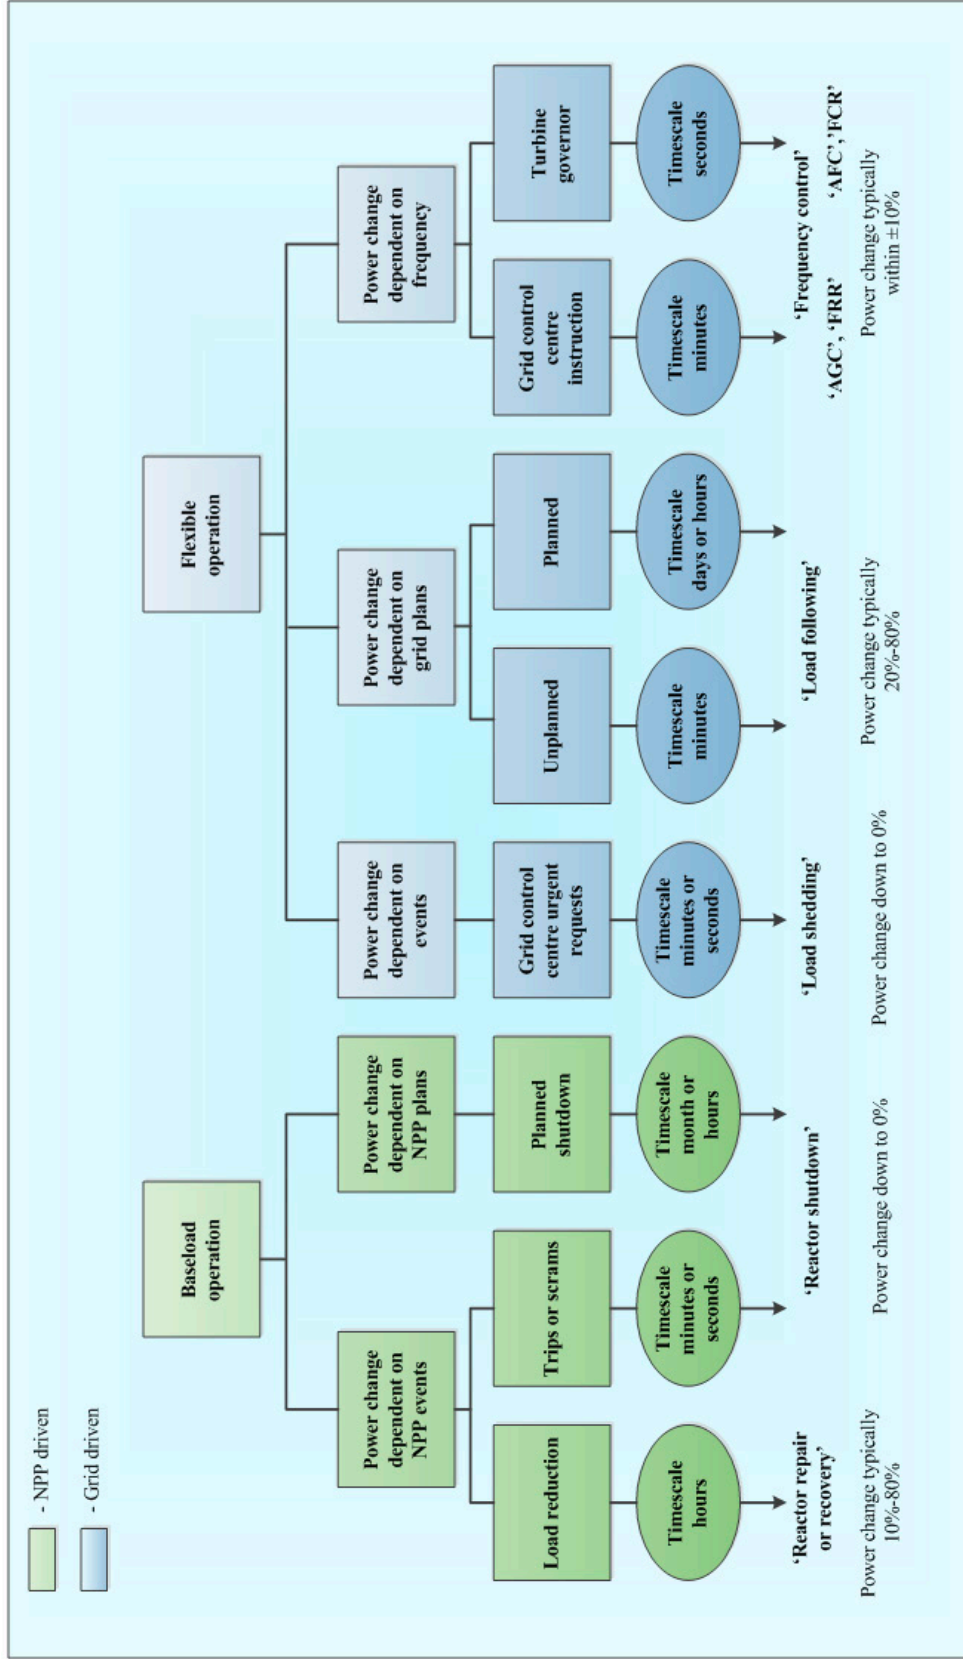 - NPP driven
- Grid driven
Baseload
operation
Flexible
operation
Power change
dependent on
NPP events
Power change
dependent on
NPP plans
Power change
dependent on
events
Power change
dependent on
grid plans
Power change
dependent on
frequency
Load reduction
Trips or scrams
Planned
shutdown
Grid control
centre urgent
requests
Unplanned
Planned
Grid control
centre
instruction
Turbine
governor
Timescale
hours
Timescale
minutes or
seconds
Timescale
month or
hours
Timescale
minutes or
seconds
Timescale
minutes
Timescale
days or hours
Timescale
minutes
Timescale
seconds
‘Reactor repair
or recovery’
‘Reactor shutdown’
‘Load shedding’
‘Load following’
‘Frequency control’
‘AGC’, ‘FRR’
‘AFC’,’FCR’
Power change typically
10%-80%
Power change down to 0%
Power change down to 0%
Power change typically
20%-80%
Power change typically
within ±10%